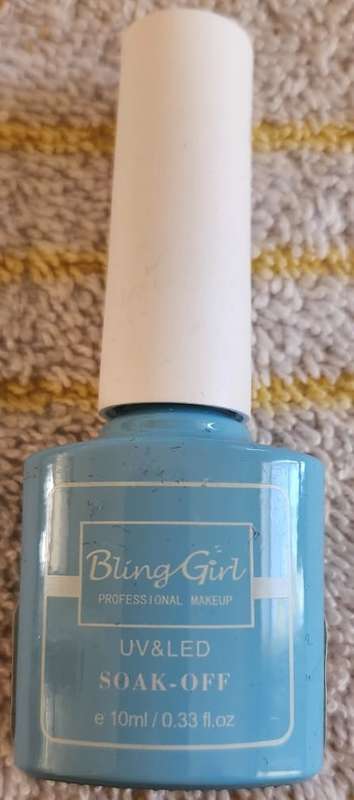 Bling Girl
PROFESSIONAL MAKEUP
UV&LED
SOAK-OFF
e 10ml / 0.33 fl.oz